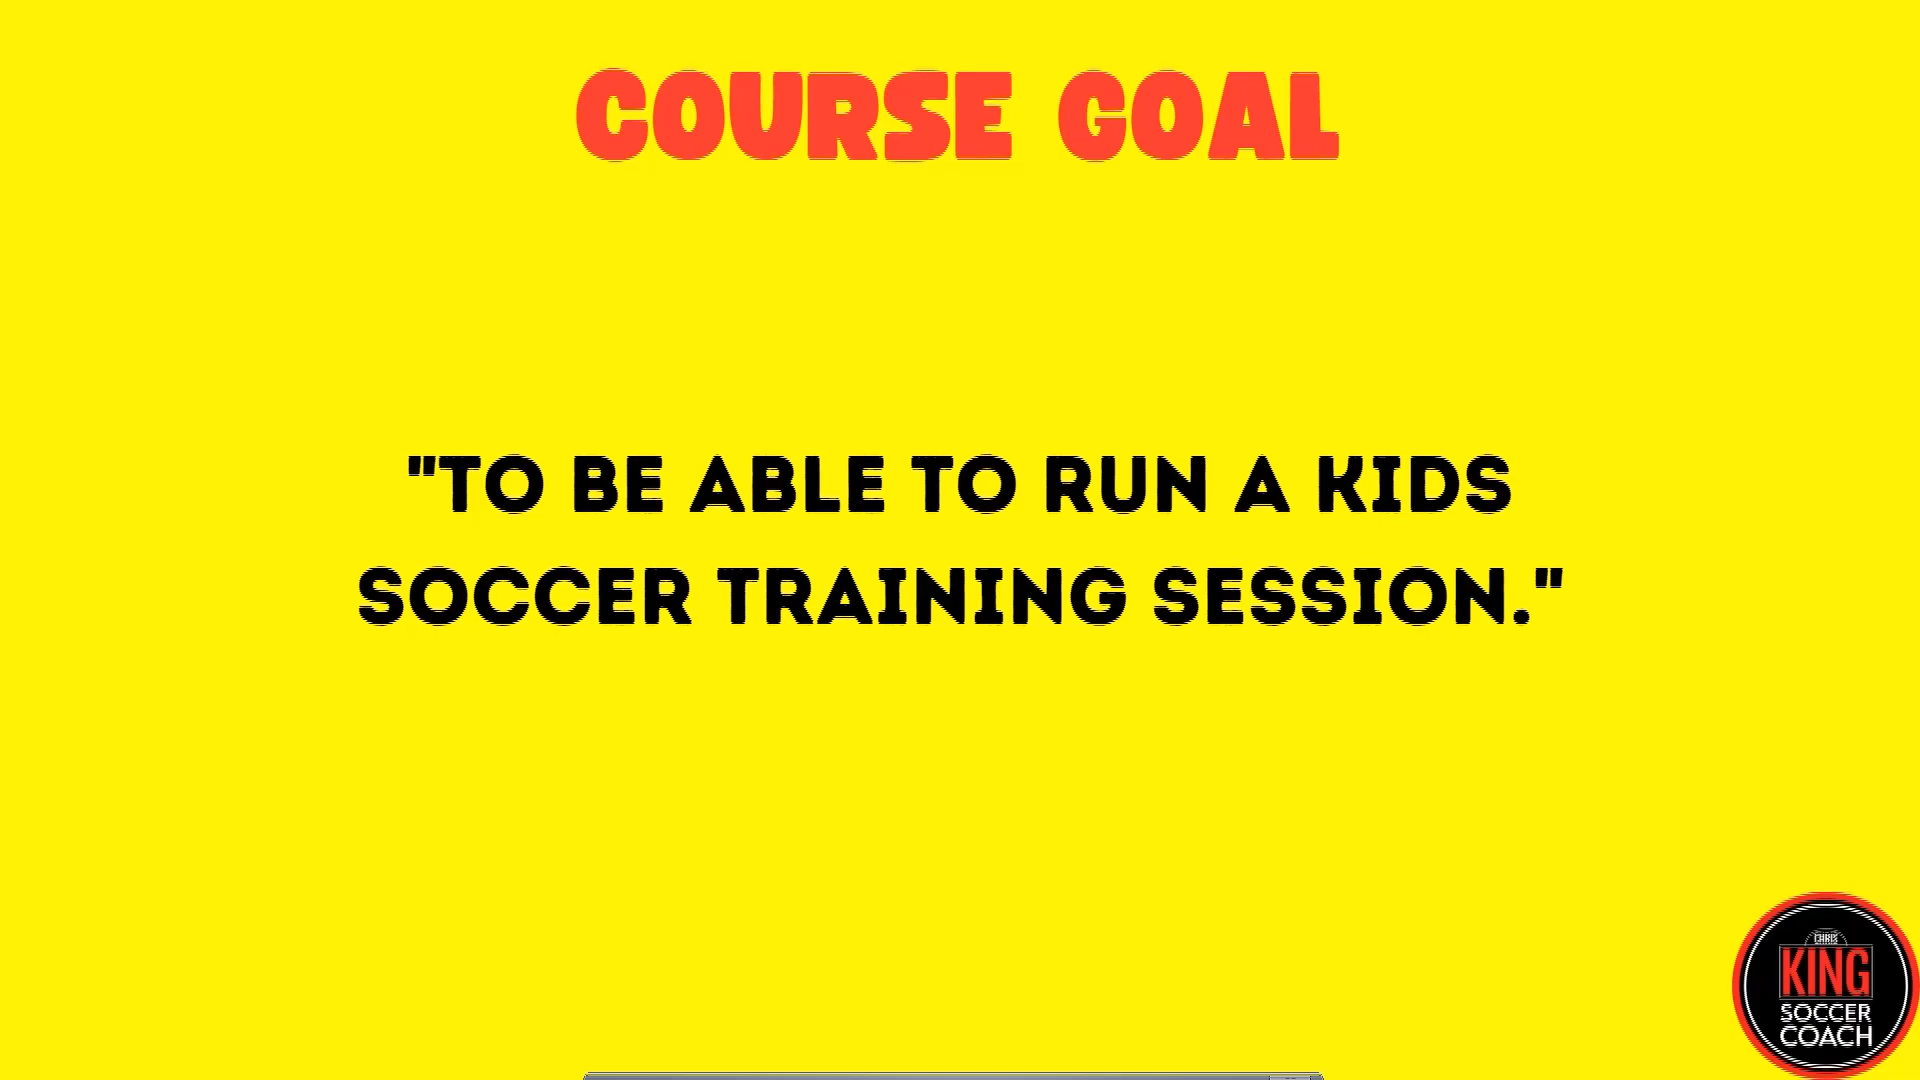 COURSE GOAL
"TO BE ABLE TO RUN A KIDS
SOCCER TRAINING SESSION."
CHRIS
KING
SOCCER
COACH